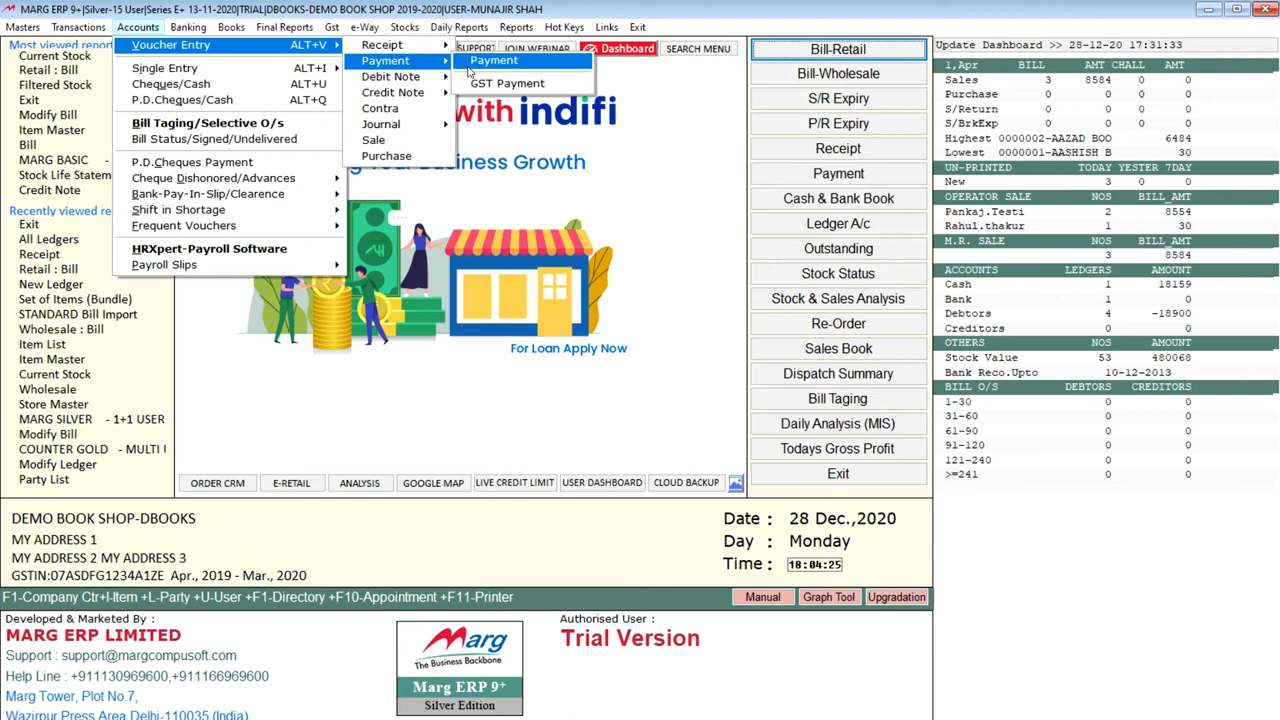 MARG ERP 9+|Silver-15 User|Series E+ 13-11-2020|TRIAL|DBOOKS-DEMO BOOK SHOP 2019-2020|USER-MUNAJIR SHAH
Masters Transactions Accounts Banking Books Final Reports Gst e-Way Stocks Daily Reports Reports Hot Keys Links Exit
Current Stock
Retail : Bill
Filtered Stock
Exit
Modify Bill
Item Master
Bill
MARG BASIC
Stock Life Statem
Credit Note
Recently viewed re
Exit
All Ledgers
Receipt
Retail : Bill
New Ledger
Set of Items (Bundle)
STANDARD Bill Import
Wholesale : Bill
Item List
Item Master
Current Stock
Wholesale
Store Master
MARG SILVER - 1+1 USER
Modify Bill
COUNTER GOLD - MULTI U
Modify Ledger
Party List
Voucher Entry ALT+V
Single Entry ALT+I
Cheques/Cash ALT+U
P.D.Cheques/Cash ALT+Q
Bill Tagging/Selective O/s
Bill Status/Signed/Undelivered
P.D.Cheques Payment
Cheque Dishonored/Advances
Bank-Pay-In-Slip/Clearence
Shift in Shortage
Frequent Vouchers
HRXpert-Payroll Software
Payroll Slips
Receipt
Payment
Debit Note
Credit Note
Contra
Journal
Sale
Purchase
Payment
GST Payment
SUPPORT JOIN WEBINAR Dashboard SEARCH MENU
with indifi
Business Growth
For Loan Apply Now
ORDER CRM E-RETAIL ANALYSIS GOOGLE MAP LIVE CREDIT LIMIT USER DASHBOARD CLOUD BACKUP
Bill-Retail
Bill-Wholesale
S/R Expiry
P/R Expiry
Receipt
Payment
Cash & Bank Book
Ledger A/c
Outstanding
Stock Status
Stock & Sales Analysis
Re-Order
Sales Book
Dispatch Summary
Bill Tagging
Daily Analysis (MIS)
Todays Gross Profit
Exit
Update Dashboard >> 28-12-20 17:31:33
1,Apr BILL AMT CHALL AMT
Sales 3 8584 0 0
Purchase 0 0
S/Return 0 0
S/BrkExp 0 0
Highest 0000002-AAZAD BOO 6484
Lowest 0000001-AASHISH B 30
UN-PRINTED TODAY YESTER 7DAY
New 3 0 0
OPERATOR SALE NOS BILL_AMT
Pankaj.Testi 2 8554
Rahul.thakur 1 30
M.R. SALE NOS BILL_AMT
3 8584
ACCOUNTS LEDGERS AMOUNT
Cash 1 18159
Bank 1 0
Debtors 4 -18900
Creditors 0
OTHERS NOS AMOUNT
Stock Value 53 480068
Bank Reco.Upto 10-12-2013
BILL O/S DEBTORS CREDITORS
1-30 0 0
31-60 0 0
61-90 0 0
91-120 0 0
121-240 0 0
>=241 0 0
DEMO BOOK SHOP-DBOOKS
MY ADDRESS 1
MY ADDRESS 2 MY ADDRESS 3
GSTIN:07ASDFG1234A1ZE Apr., 2019 - Mar., 2020
Date : 28 Dec.,2020
Day : Monday
Time : 18:04:25
F1-Company Ctr+I-Item +L-Party +U-User +F1-Directory +F10-Appointment +F11-Printer
Manual Graph Tool Upgradation
Developed & Marketed By :
MARG ERP LIMITED
Support : support@margcompusoft.com
Help Line : +911130969600,+911166969600
Marg Tower, Plot No.7,
Wazirpur Press Area Delhi-110035 (India)
Marg
The Business Backbone
Marg ERP 9+
Silver Edition
Authorised User :
Trial Version